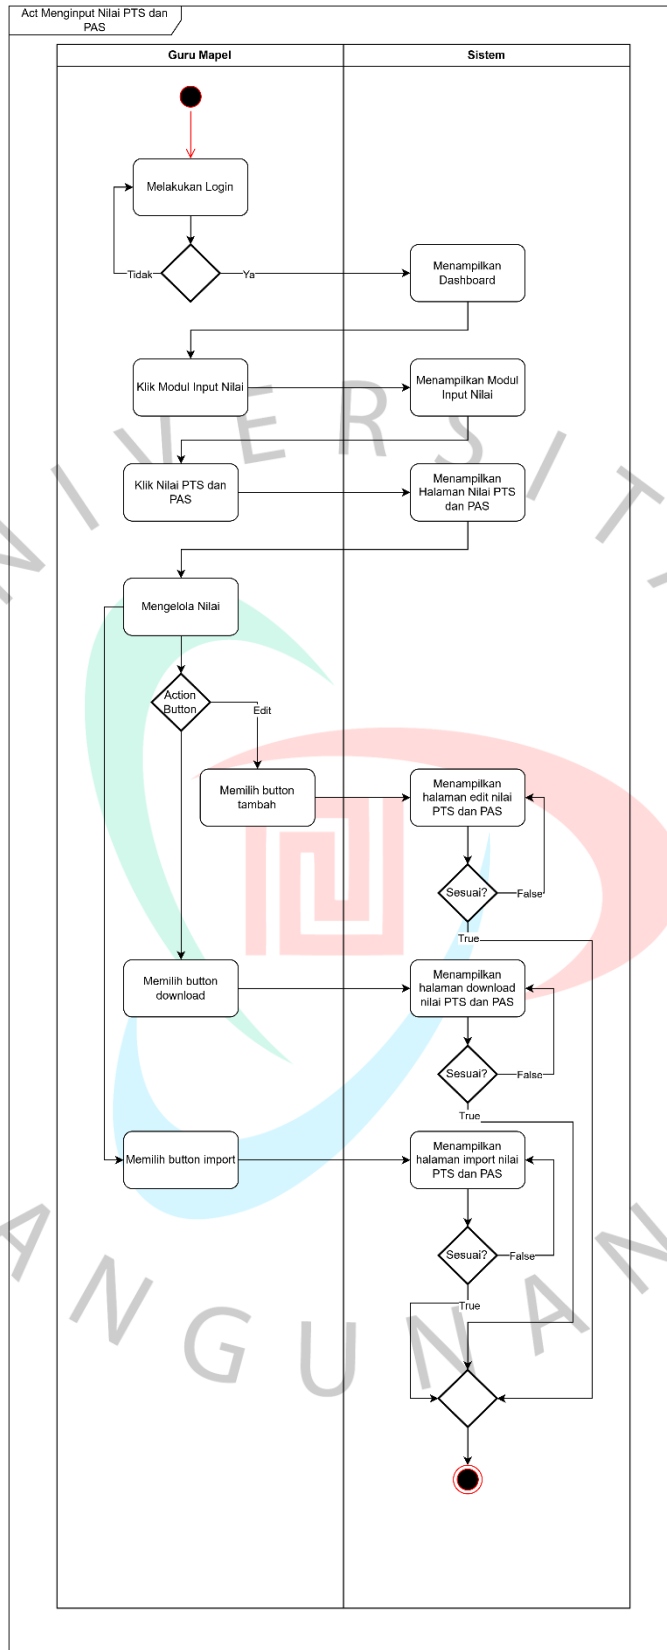 Act Menginput Nilai PTS dan
PAS
Guru Mapel
Sistem
Melakukan Login
Tidak
Ya
Menampilkan
Dashboard
Klik Modul Input Nilai
Menampilkan Modul
Input Nilai
Klik Nilai PTS dan
PAS
Menampilkan
Halaman Nilai PTS
dan PAS
Mengelola Nilai
Action
Button
Edit
Memilih button
tambah
Menampilkan
halaman edit nilai
PTS dan PAS
Sesuai?
False
True
Memilih button
download
Menampilkan
halaman download
nilai PTS dan PAS
Sesuai?
False
True
Memilih button import
Menampilkan
halaman import nilai
PTS dan PAS
Sesuai?
False
True